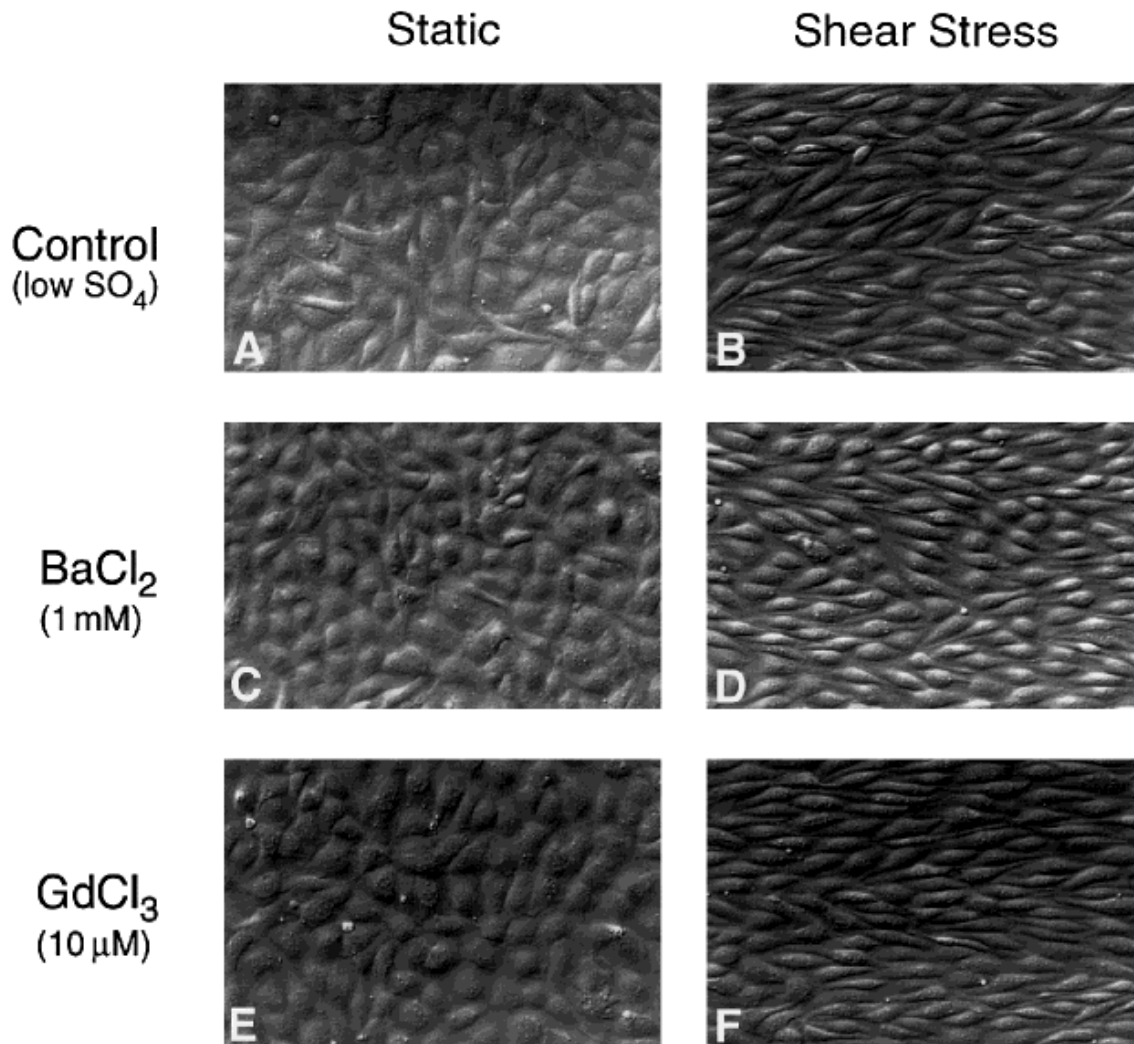 Static
Shear Stress
Control
(low SO₄)
A
B
BaCl₂
(1 mM)
C
D
GdCl₃
(10 μM)
E
F